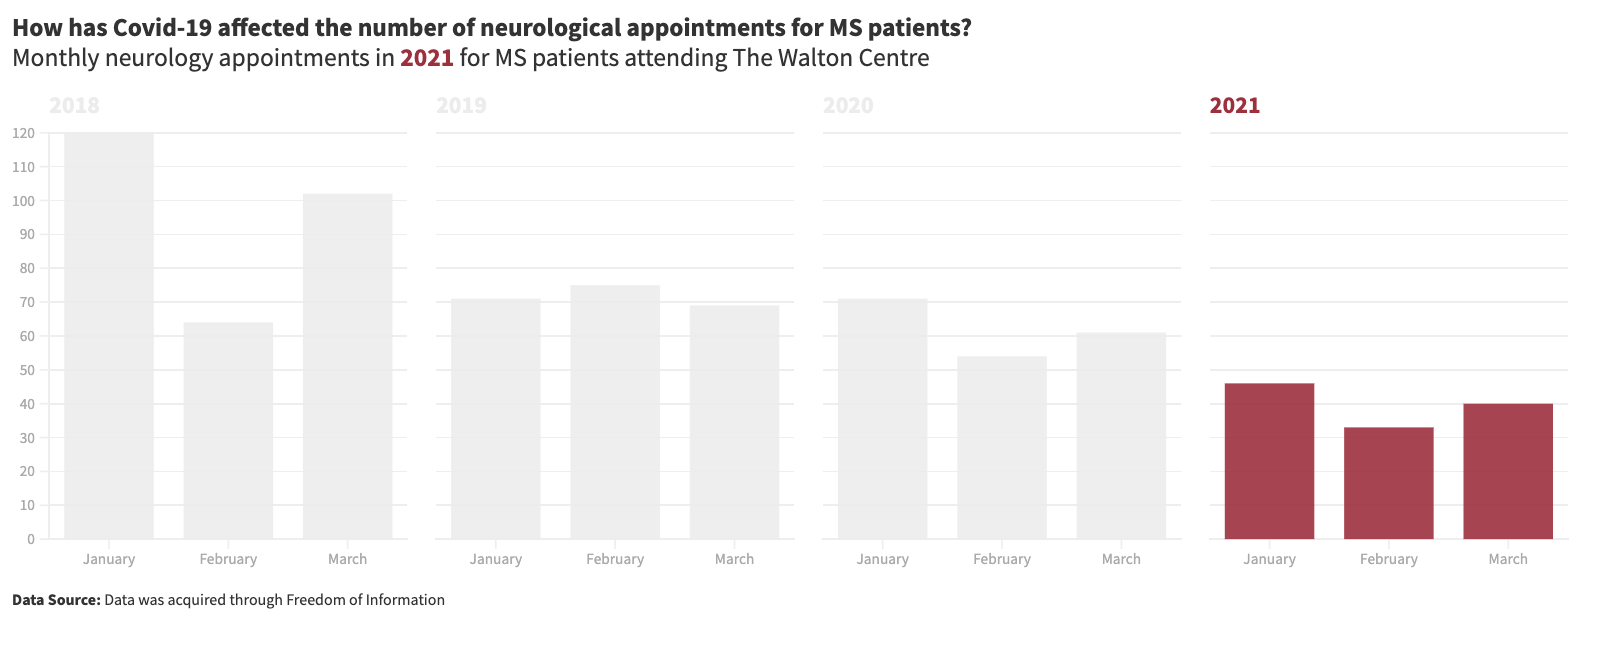 How has Covid-19 affected the number of neurological appointments for MS patients?
Monthly neurology appointments in 2021 for MS patients attending The Walton Centre
2018 2019 2020 2021
120
110
100
90
80
70
60
50
40
30
20
10
0
January February March January February March January February March January February March
Data Source: Data was acquired through Freedom of Information